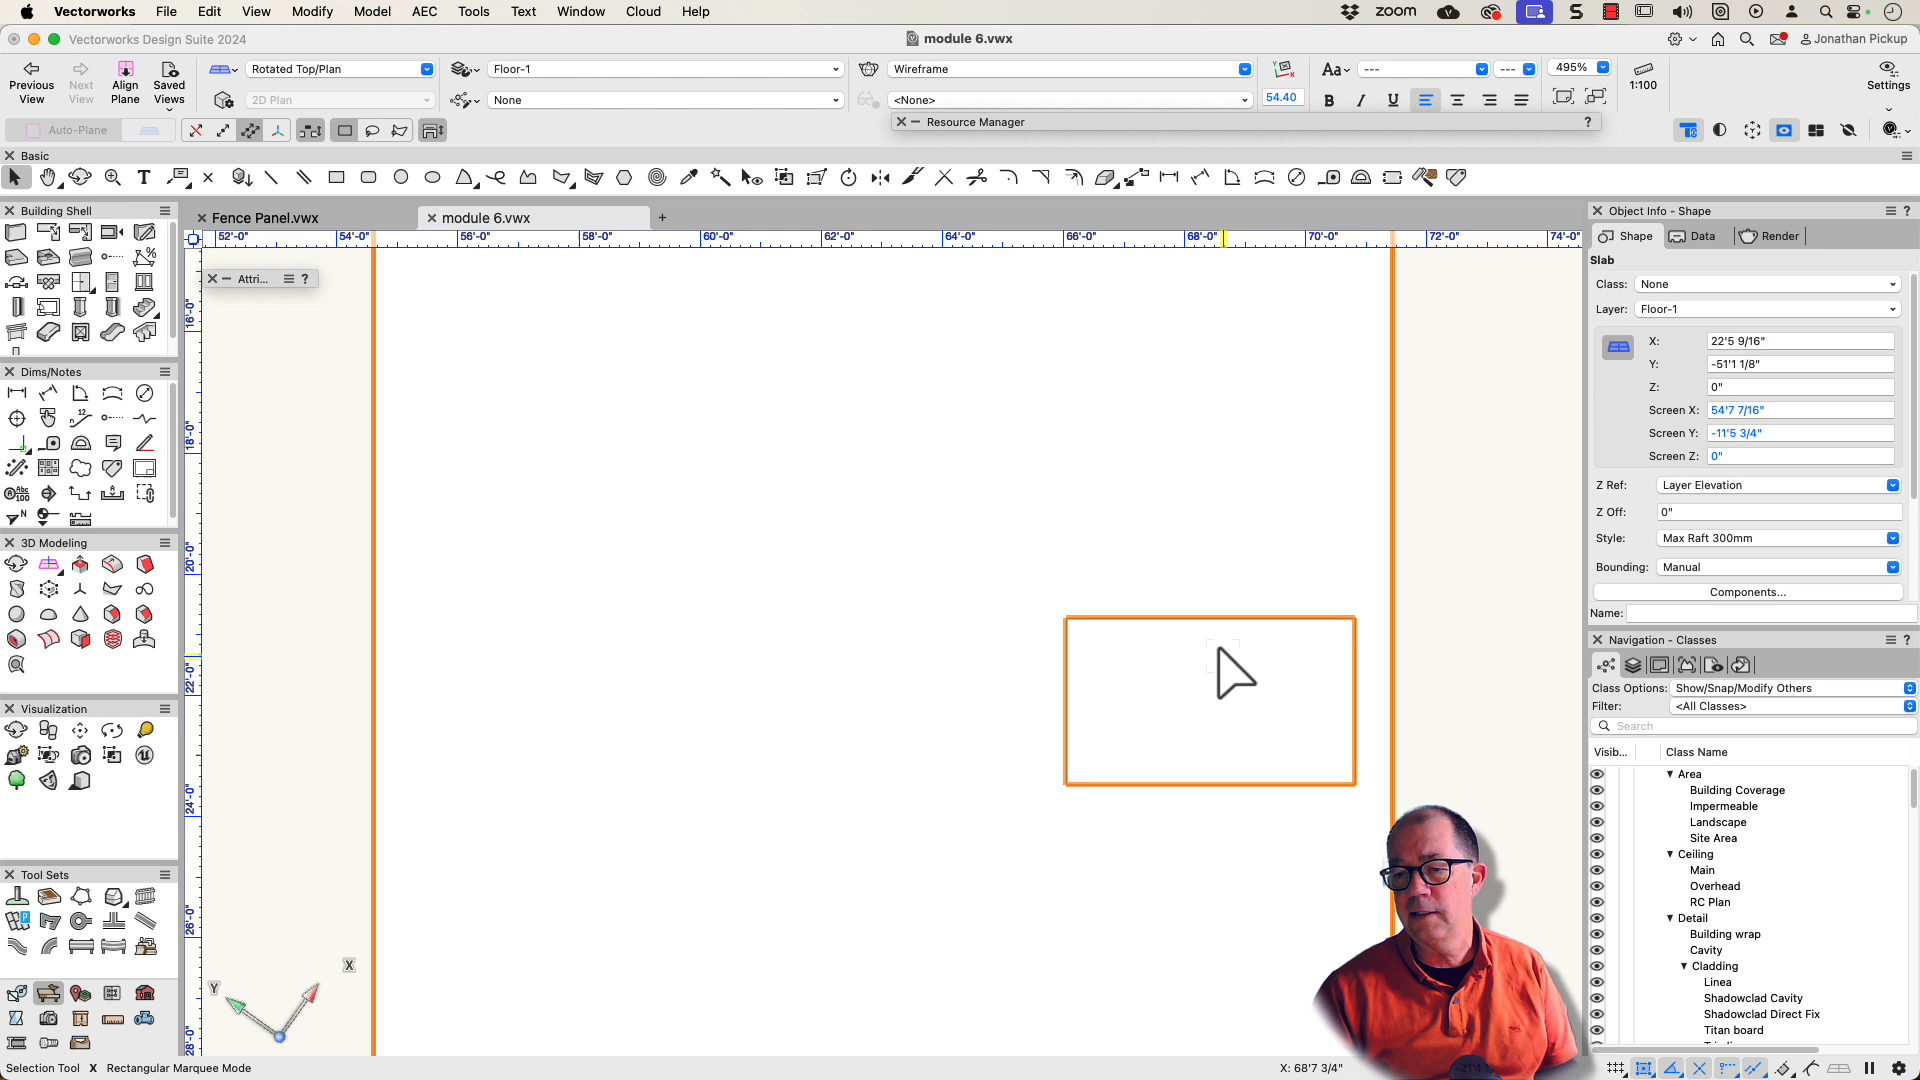 Vectorworks File Edit View Modify Model AEC Tools Text Window Cloud Help
zoom
Vectorworks Design Suite 2024
module 6.vwx
Jonathan Pickup
Previous View
Next View
Align Plane
Saved Views
Rotated Top/Plan
2D Plan
Floor-1
None
Wireframe
<None>
54.40
Aa
---
---
B I U
495%
1:100
Settings
Auto-Plane
Resource Manager ?
Basic
Building Shell
Fence Panel.vwx
module 6.vwx
52'-0" 54'-0" 56'-0" 58'-0" 60'-0" 62'-0" 64'-0" 66'-0" 68'-0" 70'-0" 72'-0" 74'-0"
Attri... ?
16'-0"
18'-0"
20'-0"
22'-0"
24'-0"
26'-0"
28'-0"
X
Y
Dims/Notes
3D Modeling
Visualization
Tool Sets
Object Info - Shape ?
Shape Data Render
Slab
Class: None
Layer: Floor-1
X: 22'5 9/16"
Y: -51'1 1/8"
Z: 0"
Screen X: 54'7 7/16"
Screen Y: -11'5 3/4"
Screen Z: 0"
Z Ref: Layer Elevation
Z Off: 0"
Style: Max Raft 300mm
Bounding: Manual
Components...
Name:
Navigation - Classes ?
Class Options: Show/Snap/Modify Others
Filter: <All Classes>
Search
Visib... Class Name
Area
Building Coverage
Impermeable
Landscape
Site Area
Ceiling
Main
Overhead
RC Plan
Detail
Building wrap
Cavity
Cladding
Linea
Shadowclad Cavity
Shadowclad Direct Fix
Titan board
Selection Tool X Rectangular Marquee Mode
X: 68'7 3/4"